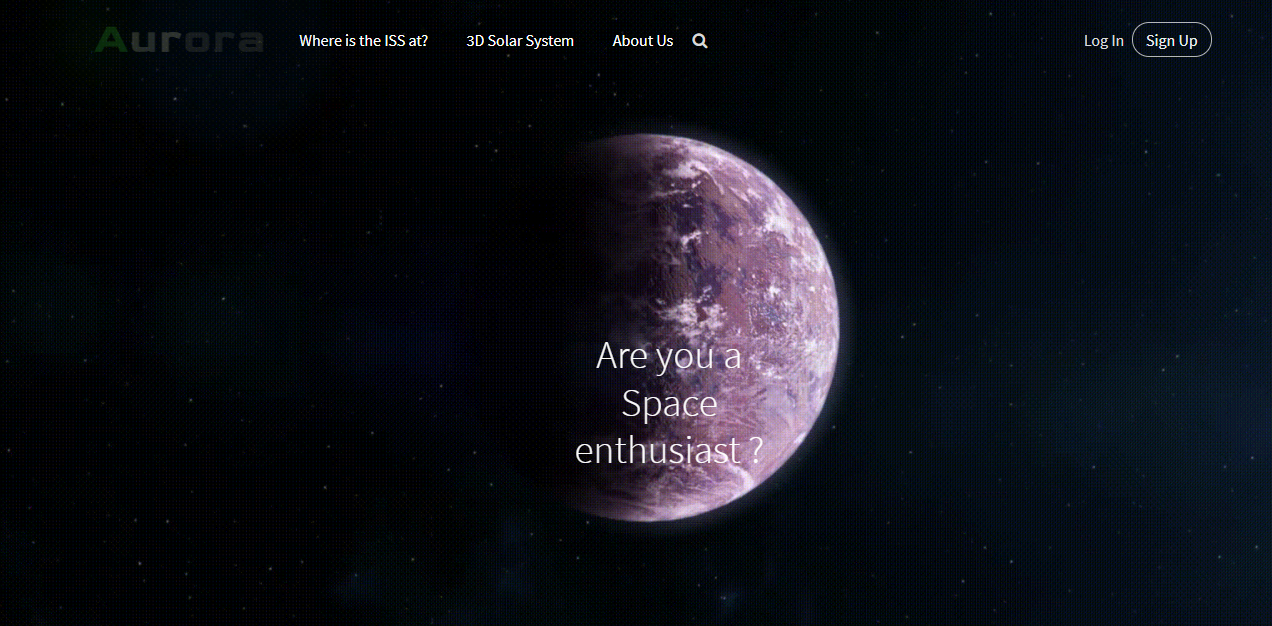 Aurora
Where is the ISS at?
3D Solar System
About Us
Log In
Sign Up
Are you a
Space
enthusiast ?